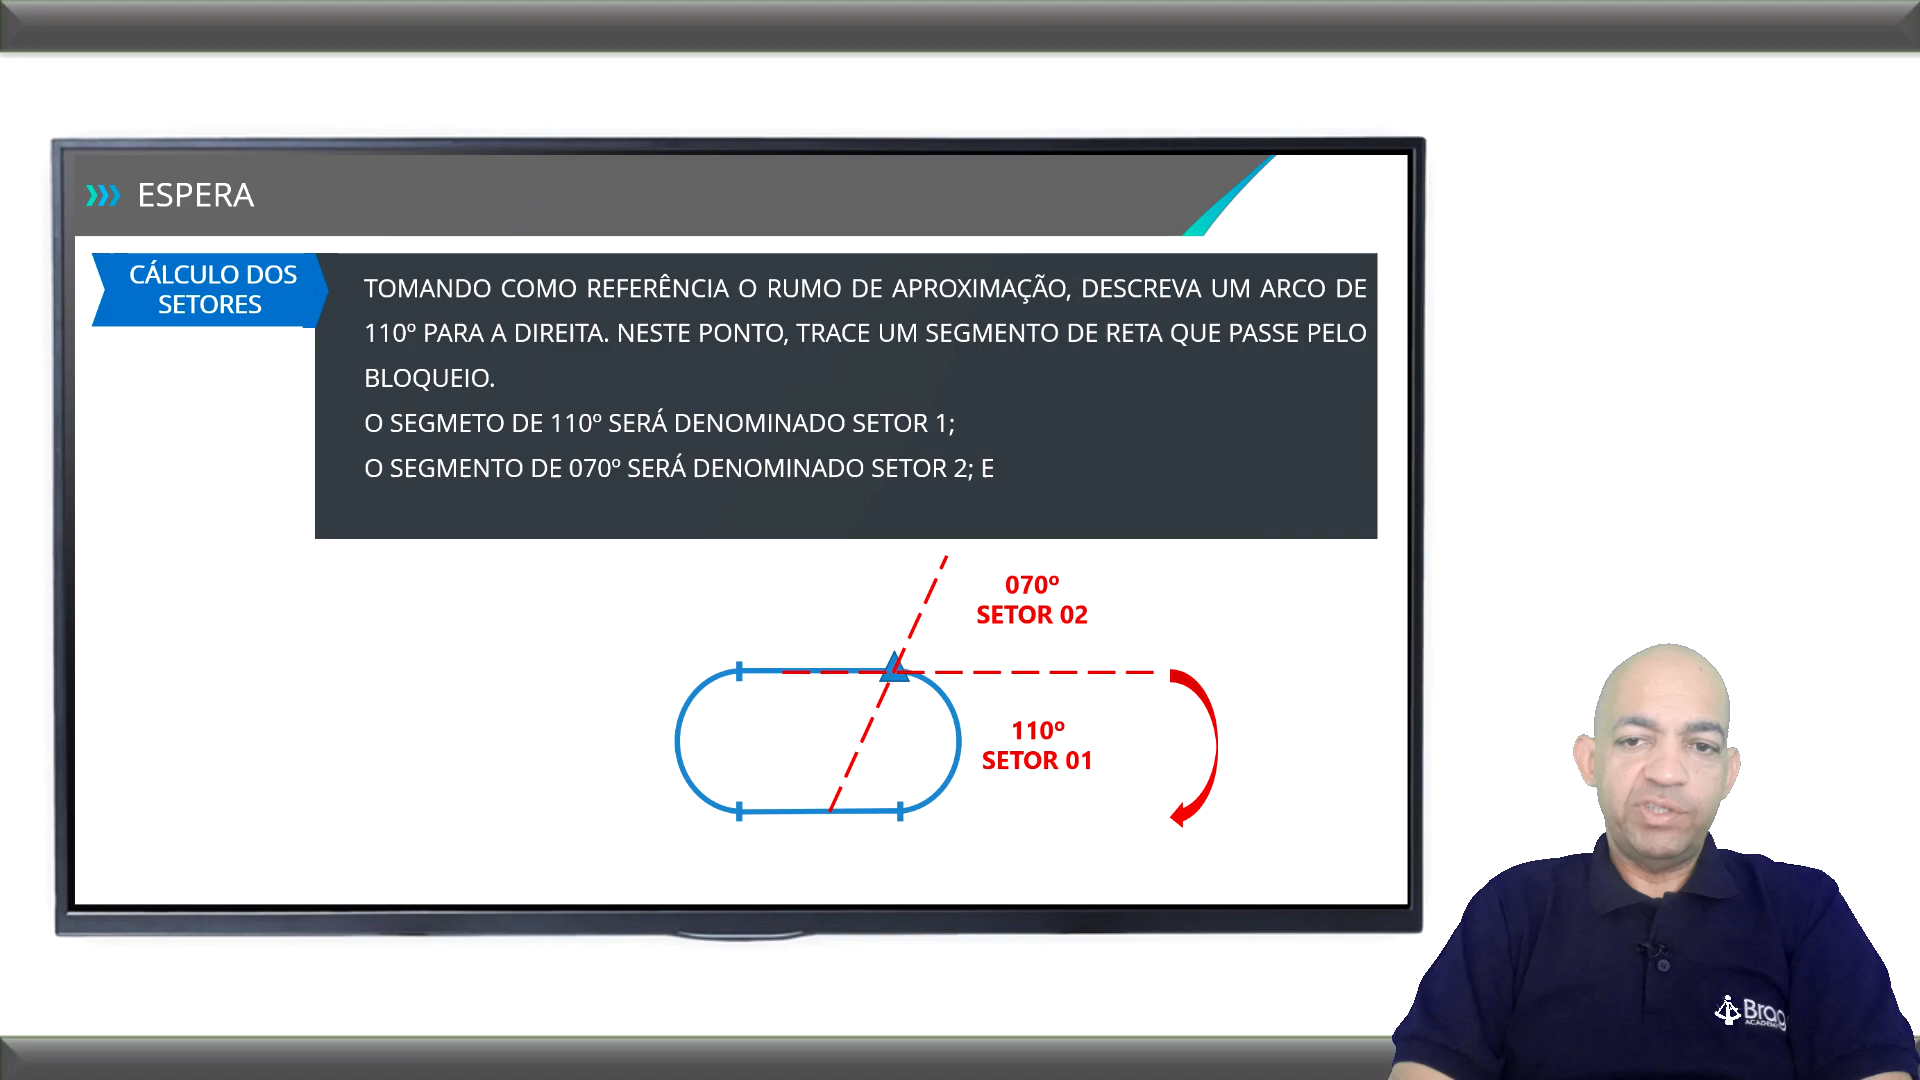 ESPERA
CÁLCULO DOS
SETORES
TOMANDO COMO REFERÊNCIA O RUMO DE APROXIMAÇÃO, DESCREVA UM ARCO DE
110º PARA A DIREITA. NESTE PONTO, TRACE UM SEGMENTO DE RETA QUE PASSE PELO
BLOQUEIO.
O SEGMETO DE 110º SERÁ DENOMINADO SETOR 1;
O SEGMENTO DE 070º SERÁ DENOMINADO SETOR 2; E
070º
SETOR 02
110º
SETOR 01